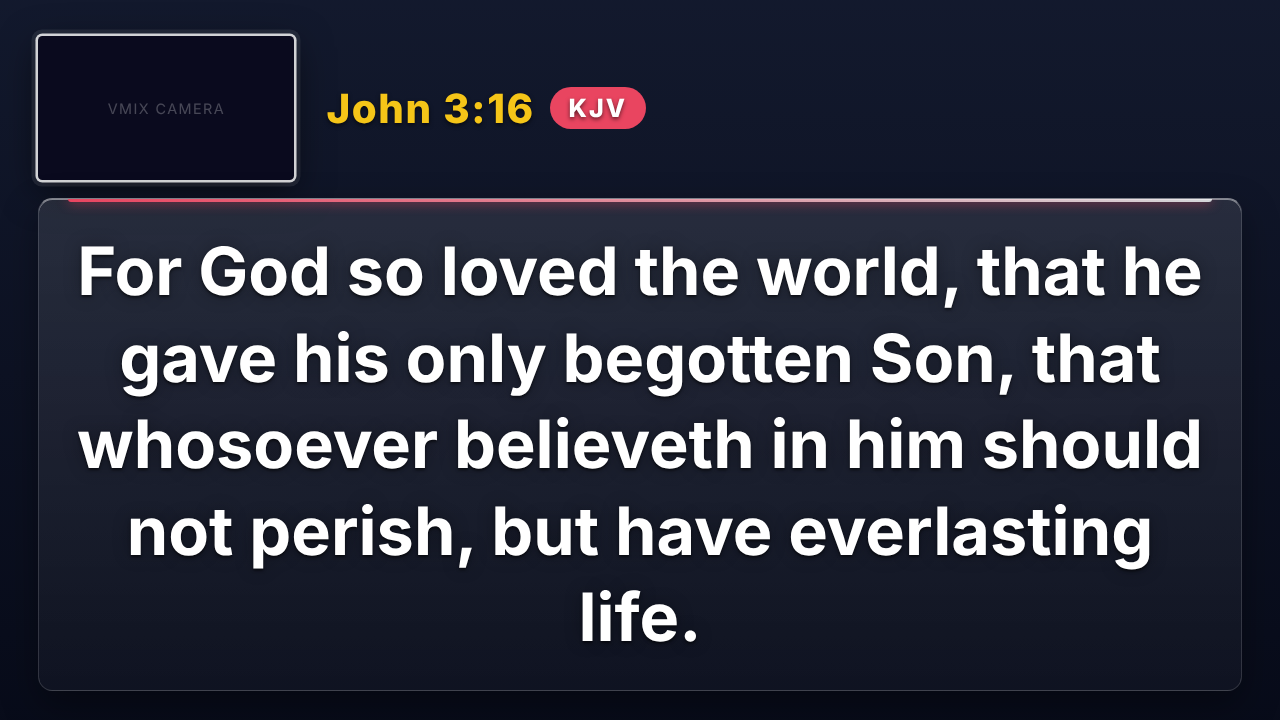 VMIX CAMERA
John 3:16 KJV
For God so loved the world, that he
gave his only begotten Son, that
whosoever believeth in him should
not perish, but have everlasting
life.